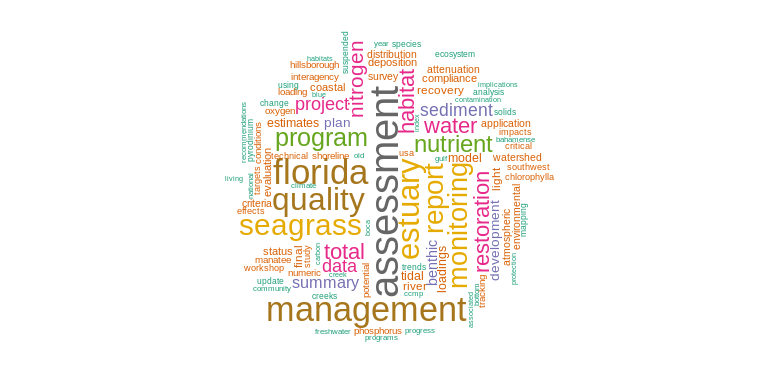 year species
suspended
habitats
nitrogen
distribution
ecosystem
hillsborough
deposition
interagency
habitat
survey
attenuation
compliance
implications
using
coastal
loading
blue
recovery
analysis
contamination
change
project
assessment
sediment
solids
oxygen
recommendations
pyrodinium
conditions
estimates plan
index
water
application
impacts
program
nutrient
bahamense
critical
technical shoreline old
usa
gulf model
watershed
florida
southwest
living
national
targets
evaluation
climate
quality
estuary
report
monitoring
restoration
light
chlorophylla
criteria
effects
seagrass
boca
benthic
development
atmospheric
environmental
mapping
status
final
study
carbon
total
manatee
data
trends
loadings
workshop
numeric
creek
potential
tidal
tracking
protection
update
summary
river
community
creeks
ccmp
bottom
associated
management
freshwater phosphorus progress
programs